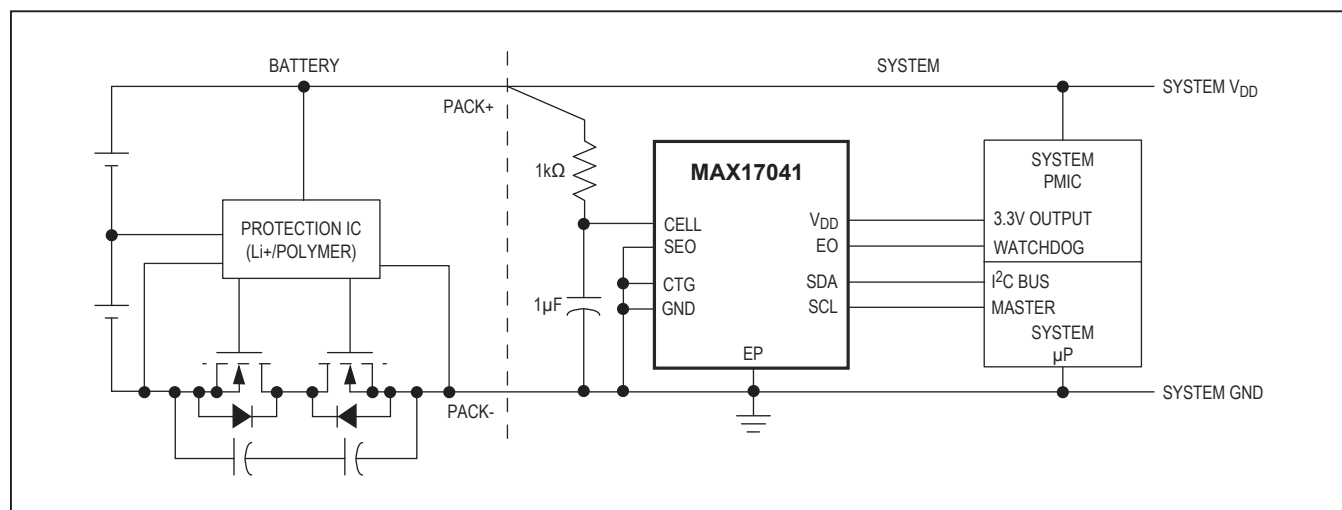 BATTERY
SYSTEM
PACK+
SYSTEM VDD
1kΩ
MAX17041
SYSTEM
PMIC
PROTECTION IC
(Li+/POLYMER)
CELL
SEO
CTG
GND
VDD
EO
SDA
SCL
EP
3.3V OUTPUT
WATCHDOG
I2C BUS
MASTER
SYSTEM
µP
1µF
PACK-
SYSTEM GND